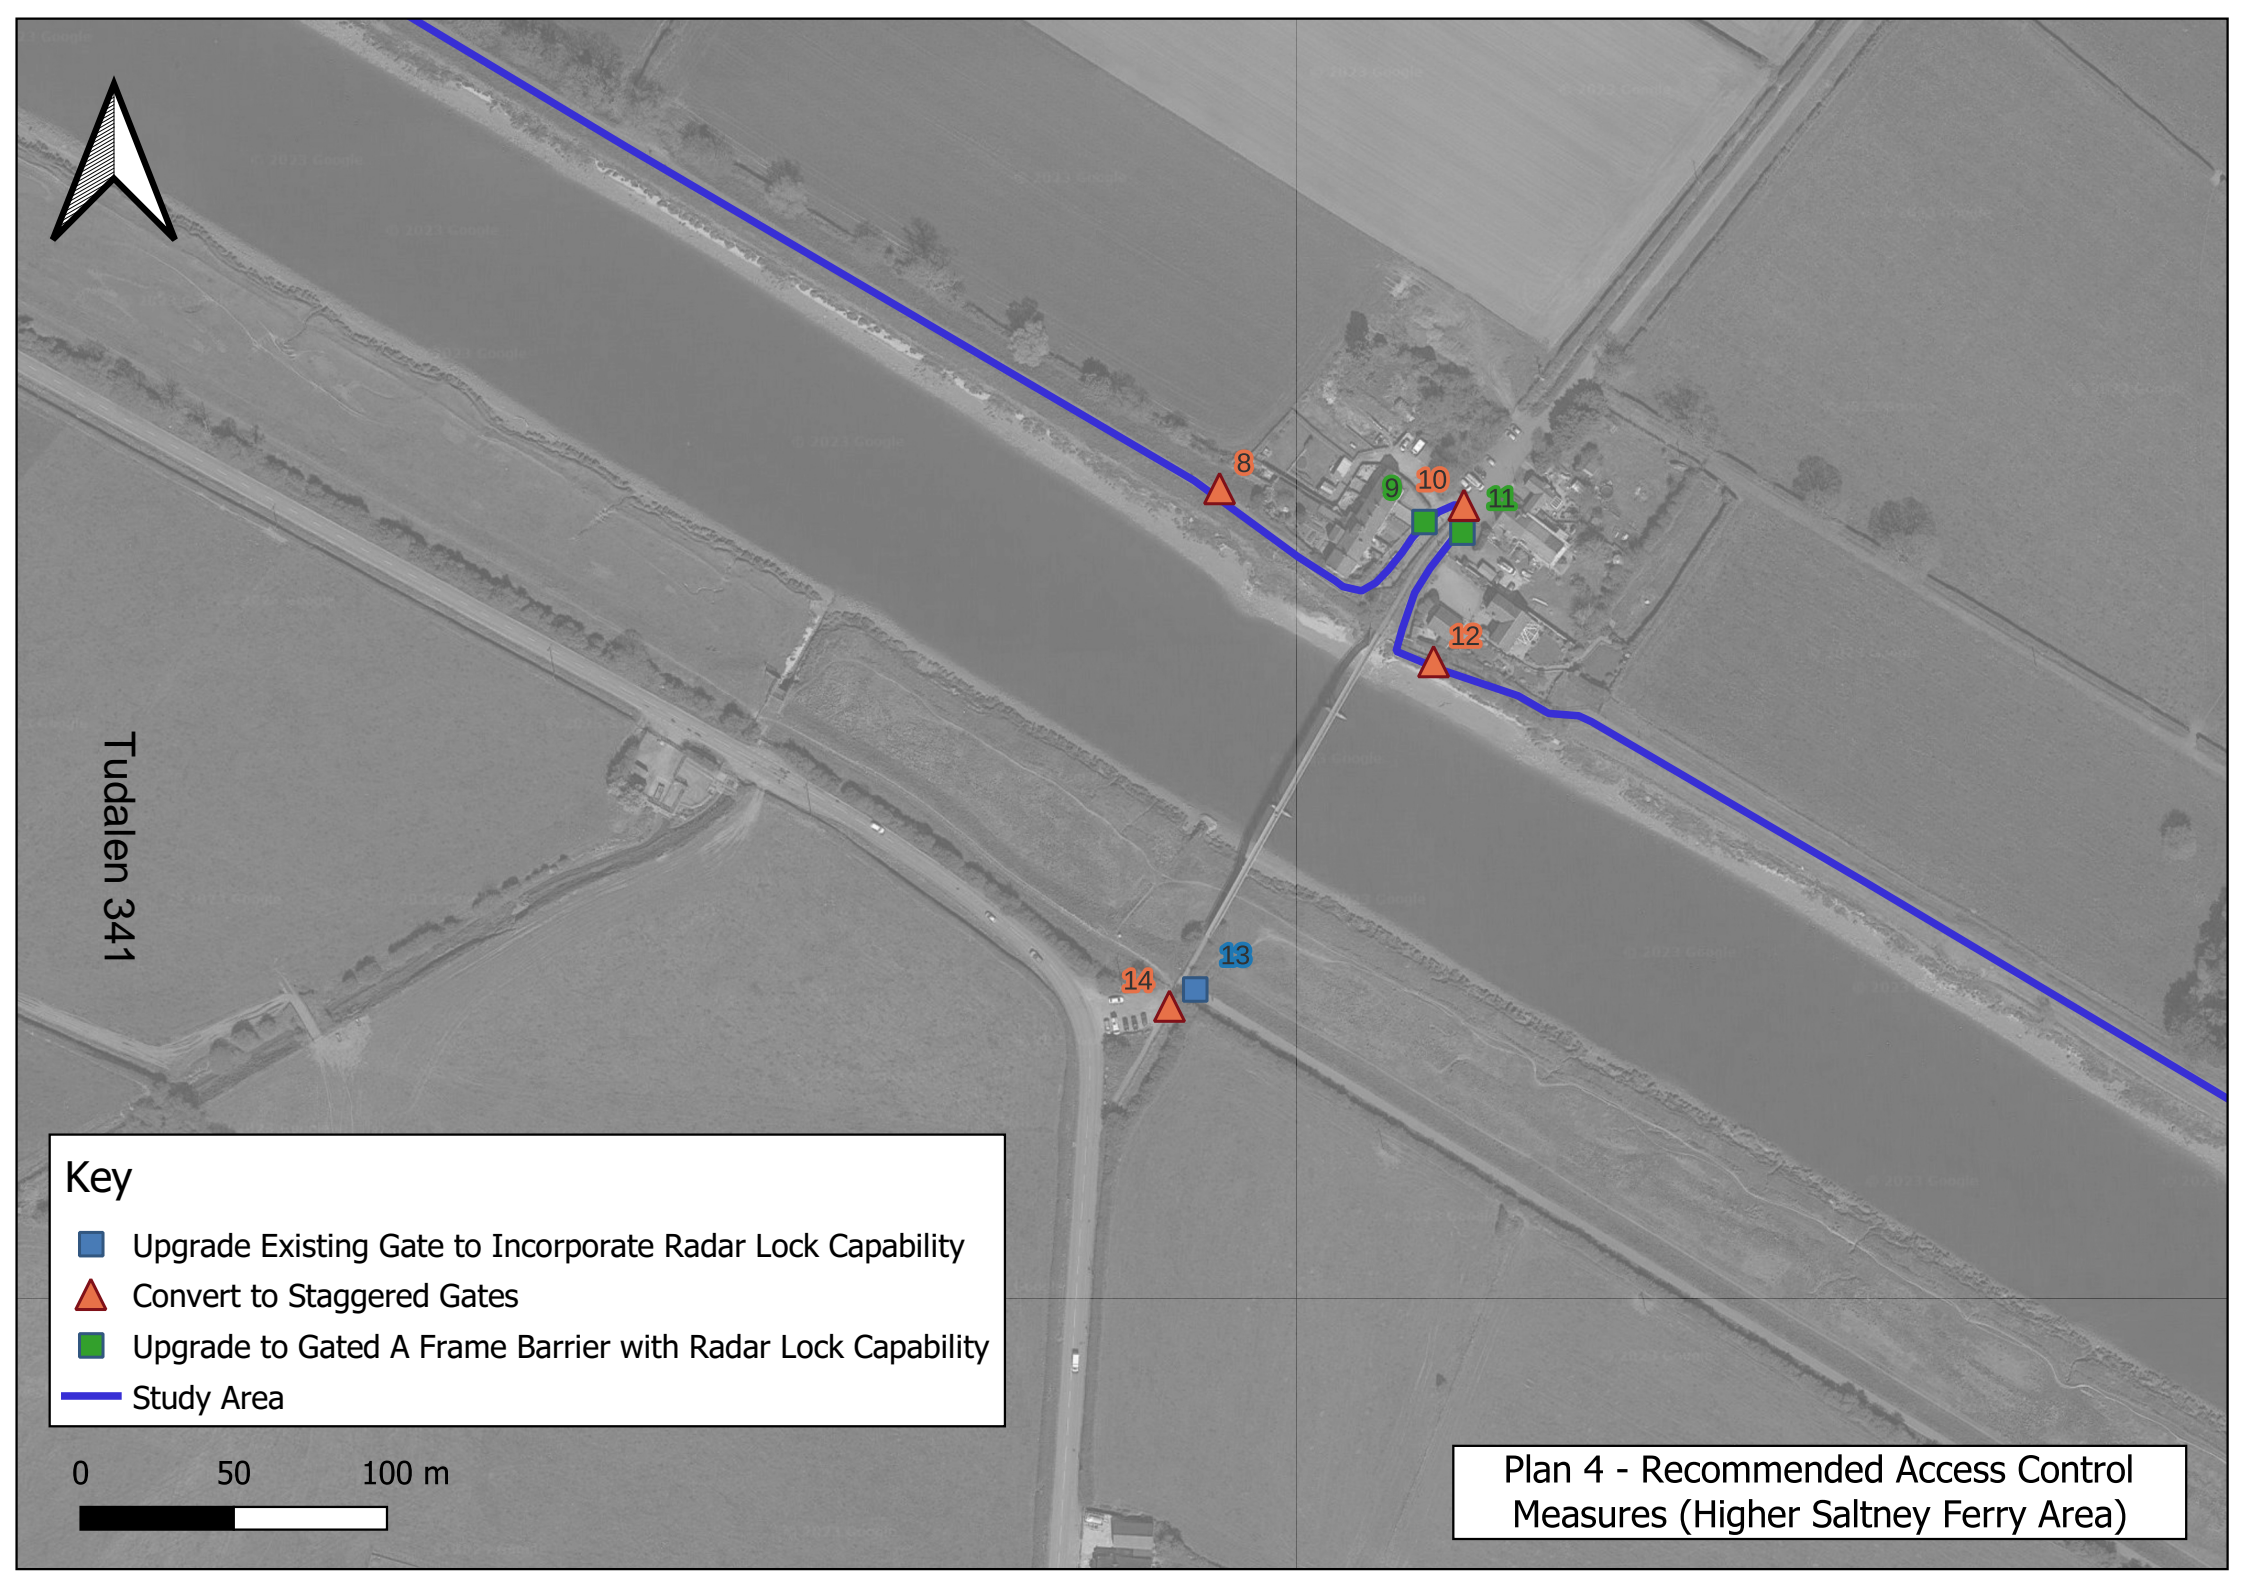 8
9
10
11
12
13
14
Tudalen 341
Key
Upgrade Existing Gate to Incorporate Radar Lock Capability
Convert to Staggered Gates
Upgrade to Gated A Frame Barrier with Radar Lock Capability
Study Area
0 50 100 m
Plan 4 - Recommended Access Control
Measures (Higher Saltney Ferry Area)
© 2023 Google